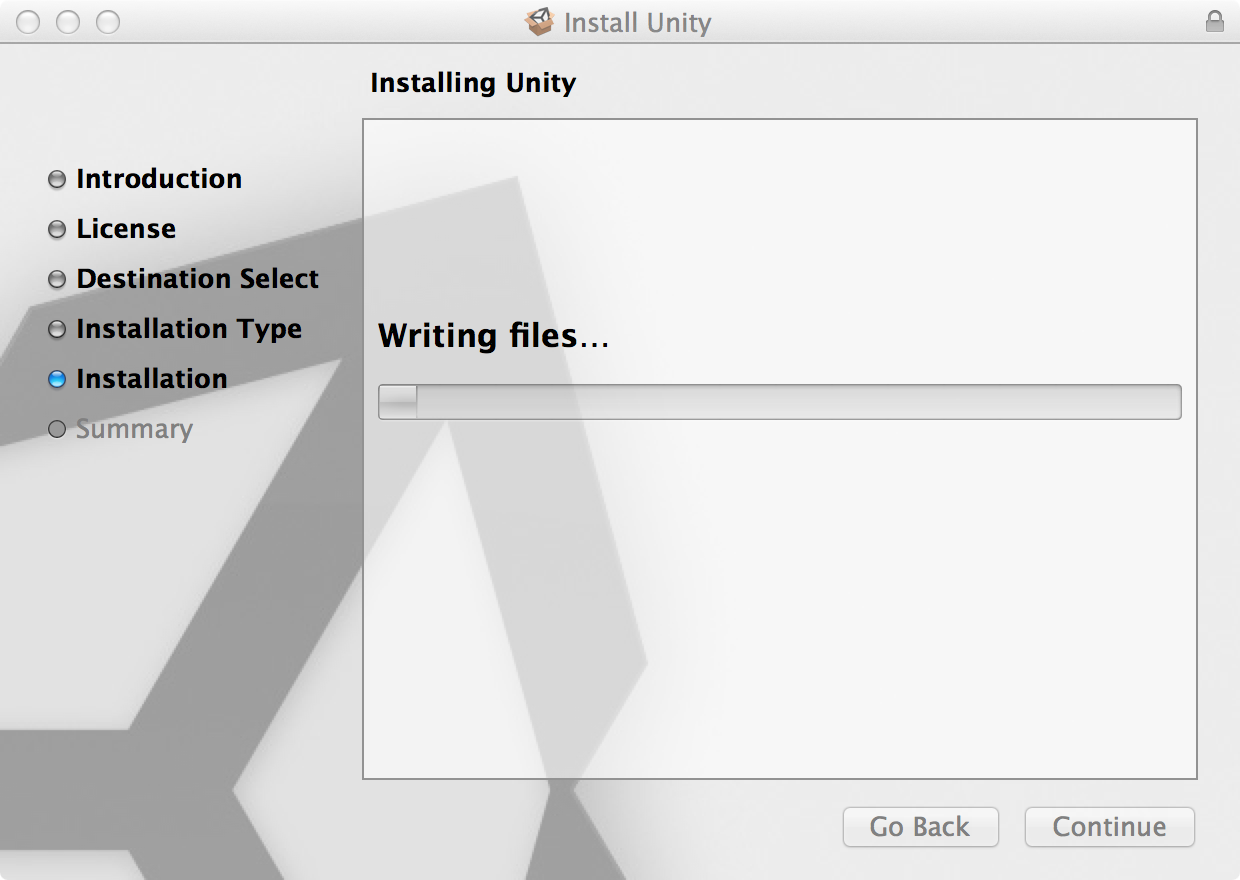 Install Unity
Installing Unity
Introduction
License
Destination Select
Installation Type
Installation
Summary
Writing files...
Go Back
Continue